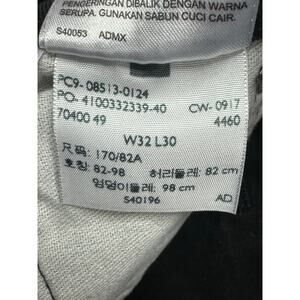 PENGERINGAN DIBALIK DENGAN WARNA
SERUPA. GUNAKAN SABUN CUCI CAIR.
S40053 ADMX
PC9- 08513-0124
PO- 4100332339-40 CW- 0917
70400 49 4460
W32 L30
尺码: 170/82A
호칭: 82-98 허리둘레: 82 cm
엉덩이둘레: 98 cm
S40196 AD